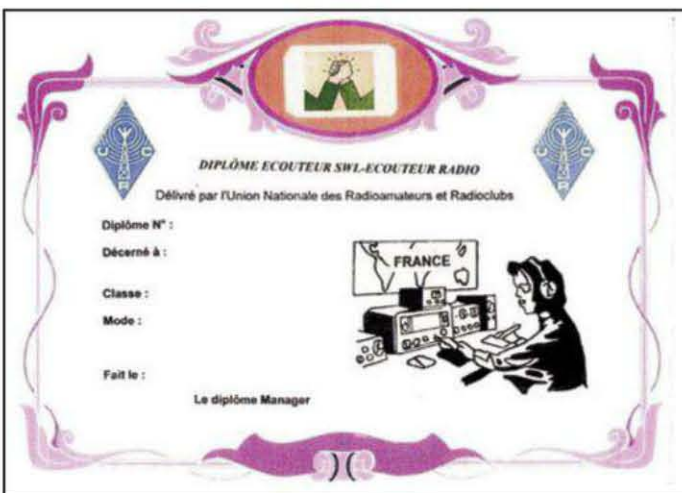 DIPLÔME ECOUTEUR SWL-ECOUTEUR RADIO
Délivré par l'Union Nationale des Radioamateurs et Radioclubs
Diplôme N° :
Décerné à :
FRANCE
Classe :
Mode :
Fait le :
Le diplôme Manager